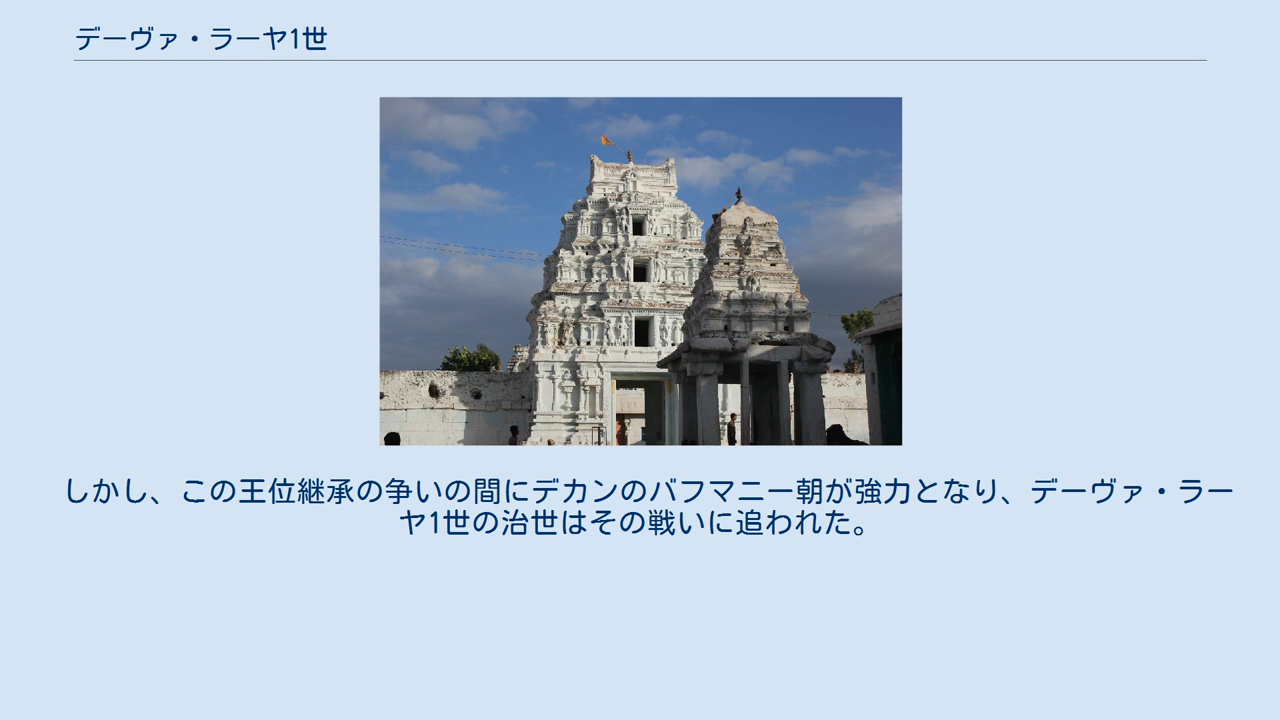 デーヴァ・ラーヤ1世
しかし、この王位継承の争いの間にデカンのバフマニー朝が強力となり、デーヴァ・ラー
ヤ1世の治世はその戦いに追われた。